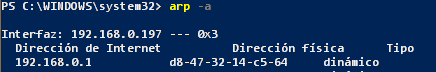 PS C:\WINDOWS\system32> arp -a
Interfaz: 192.168.0.197 --- 0x3
Dirección de Internet Dirección física Tipo
192.168.0.1 d8-47-32-14-c5-64 dinámico